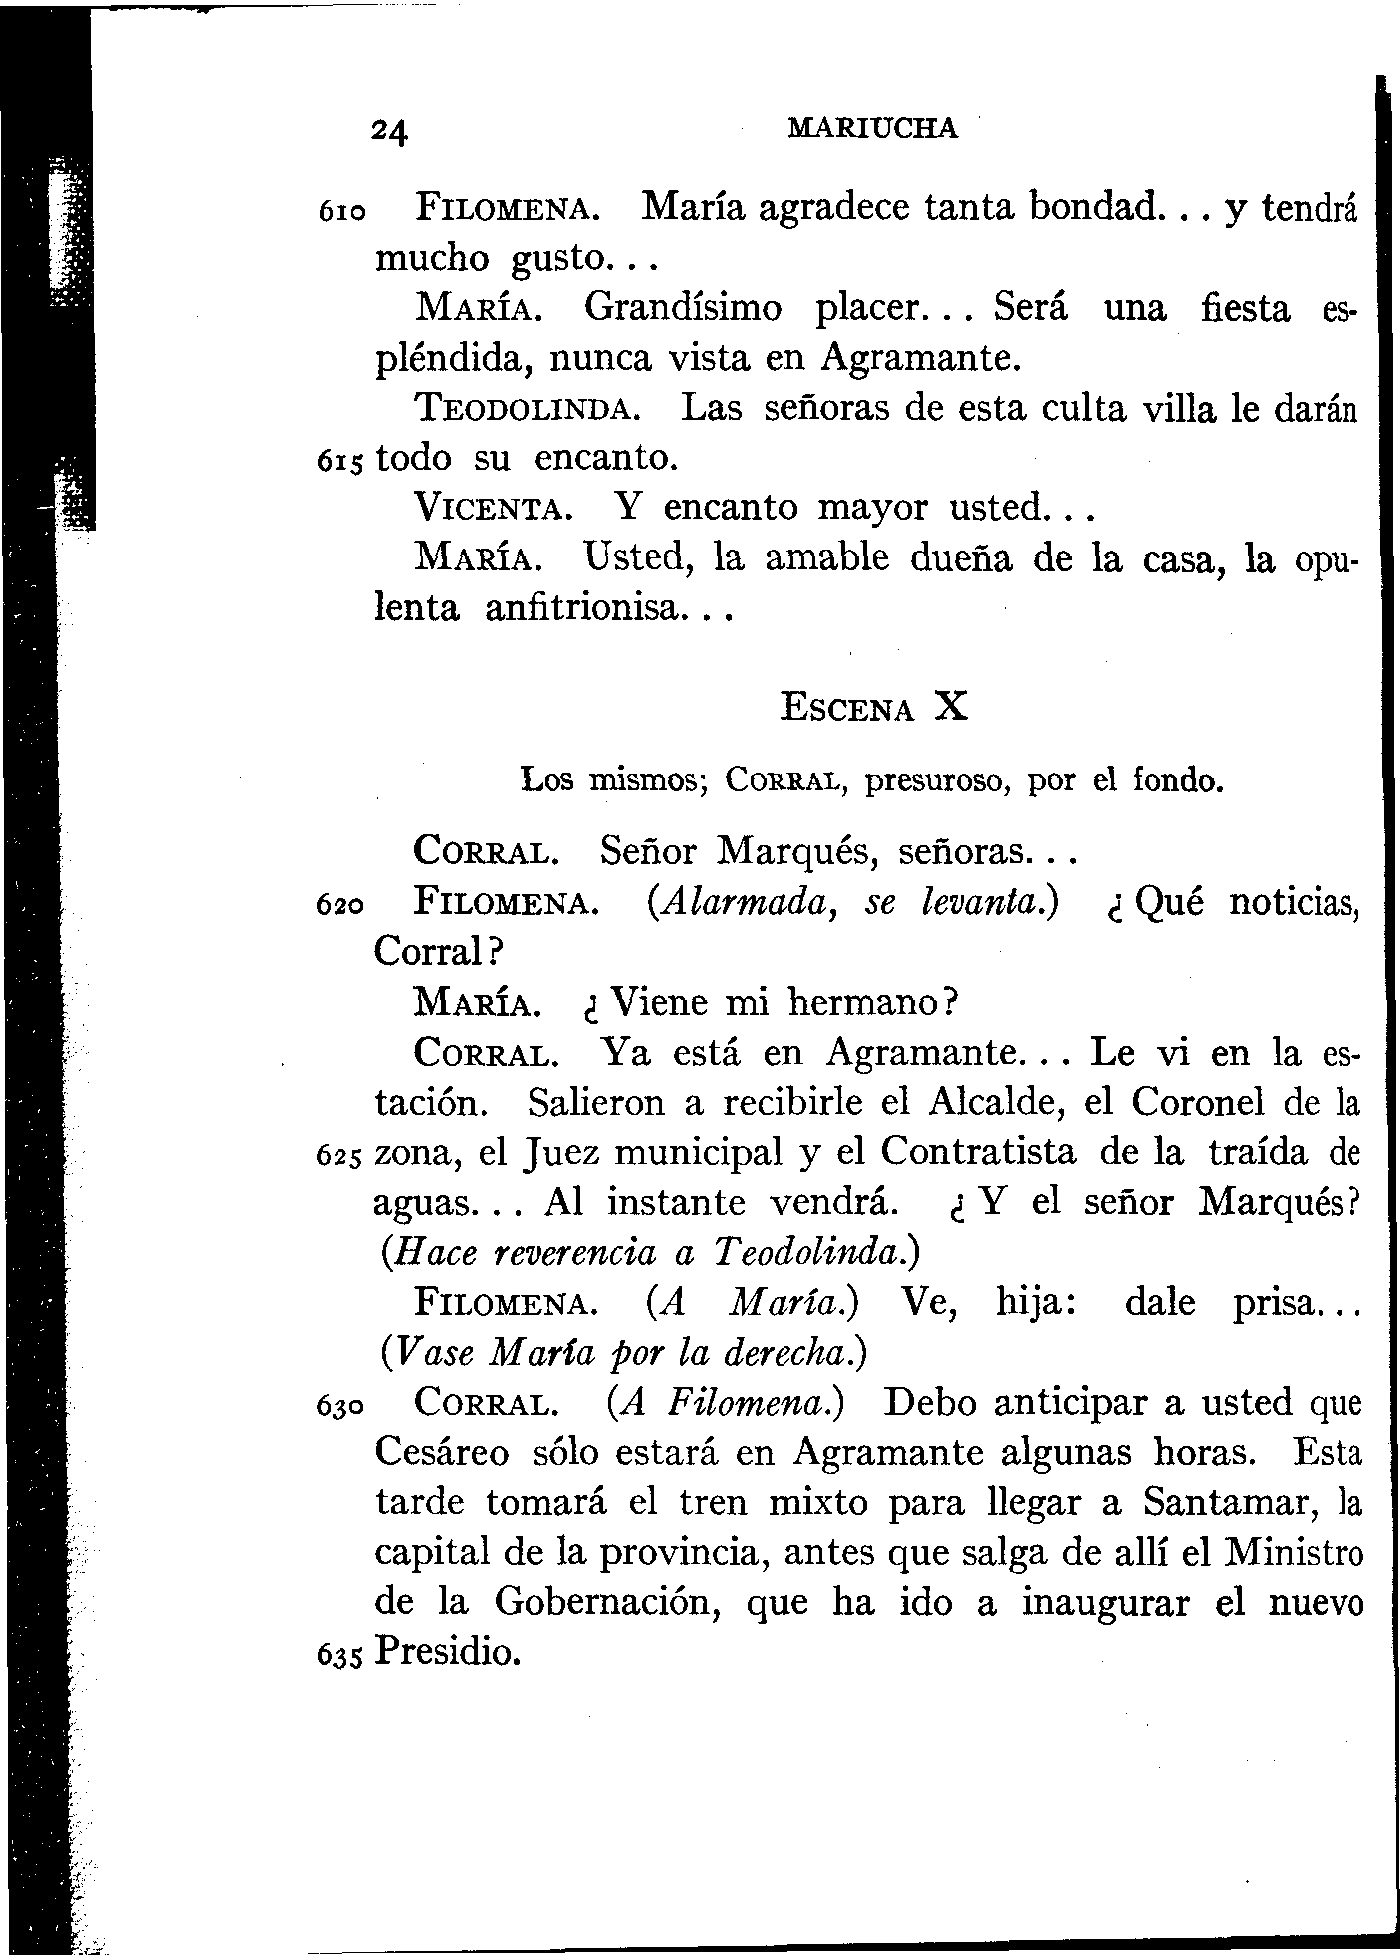 24 MARIUCHA
610 FILOMENA. María agradece tanta bondad. . . y tendrá
mucho gusto. . .
MARÍA. Grandísimo placer. . . Será una fiesta es-
pléndida, nunca vista en Agramante.
TEODOLINDA. Las señoras de esta culta villa le darán
615 todo su encanto.
VICENTA. Y encanto mayor usted. . .
MARÍA. Usted, la amable dueña de la casa, la opu-
lenta anfitrionisa. . .
ESCENA X
Los mismos; CORRAL, presuroso, por el fondo.
CORRAL. Señor Marqués, señoras. . .
620 FILOMENA. (Alarmada, se levanta.) ¿ Qué noticias,
Corral?
MARÍA. ¿ Viene mi hermano?
CORRAL. Ya está en Agramante. . . Le vi en la es-
tación. Salieron a recibirle el Alcalde, el Coronel de la
625 zona, el Juez municipal y el Contratista de la traída de
aguas. . . Al instante vendrá. ¿ Y el señor Marqués?
(Hace reverencia a Teodolinda.)
FILOMENA. (A María.) Ve, hija: dale prisa. . .
(Vase María por la derecha.)
630 CORRAL. (A Filomena.) Debo anticipar a usted que
Cesáreo sólo estará en Agramante algunas horas. Esta
tarde tomará el tren mixto para llegar a Santamar, la
capital de la provincia, antes que salga de allí el Ministro
de la Gobernación, que ha ido a inaugurar el nuevo
635 Presidio.